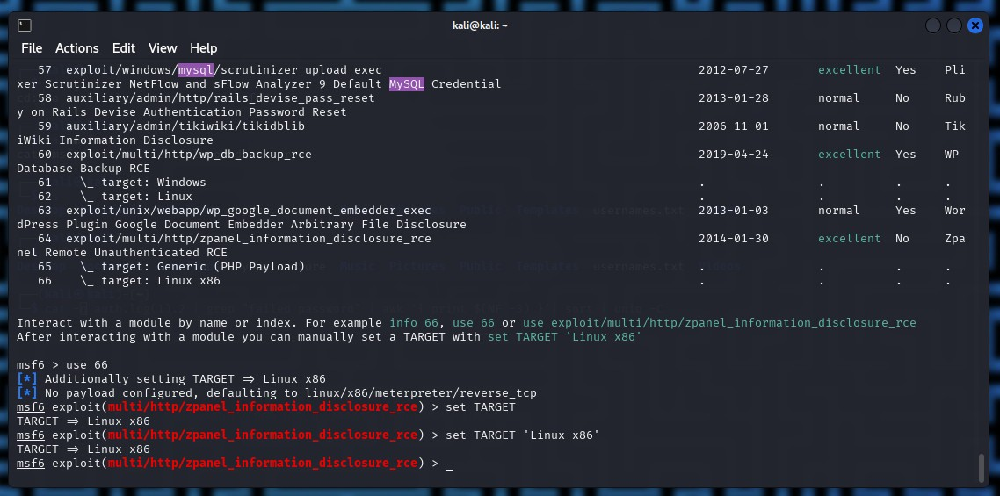 kali@kali: ~
File Actions Edit View Help
57 exploit/windows/mysql/scrutinizer_upload_exec 2012-07-27 excellent Yes Pli
xer Scrutinizer NetFlow and sFlow Analyzer 9 Default MySQL Credential
58 auxiliary/admin/http/rails_devise_pass_reset 2013-01-28 normal No Rub
y on Rails Devise Authentication Password Reset
59 auxiliary/admin/tikiwiki/tikidblib 2006-11-01 normal No Tik
iWiki Information Disclosure
60 exploit/multi/http/wp_db_backup_rce 2019-04-24 excellent Yes WP
Database Backup RCE
61 \_ target: Windows . . . .
62 \_ target: Linux . . . .
63 exploit/unix/webapp/wp_google_document_embedder_exec 2013-01-03 normal Yes Wor
dPress Plugin Google Document Embedder Arbitrary File Disclosure
64 exploit/multi/http/zpanel_information_disclosure_rce 2014-01-30 excellent No Zpa
nel Remote Unauthenticated RCE
65 \_ target: Generic (PHP Payload) . . . .
66 \_ target: Linux x86 . . . .
Interact with a module by name or index. For example info 66, use 66 or use exploit/multi/http/zpanel_information_disclosure_rce
After interacting with a module you can manually set a TARGET with set TARGET 'Linux x86'
msf6 > use 66
[*] Additionally setting TARGET => Linux x86
[*] No payload configured, defaulting to linux/x86/meterpreter/reverse_tcp
msf6 exploit(multi/http/zpanel_information_disclosure_rce) > set TARGET
TARGET => Linux x86
msf6 exploit(multi/http/zpanel_information_disclosure_rce) > set TARGET 'Linux x86'
TARGET => Linux x86
msf6 exploit(multi/http/zpanel_information_disclosure_rce) > _